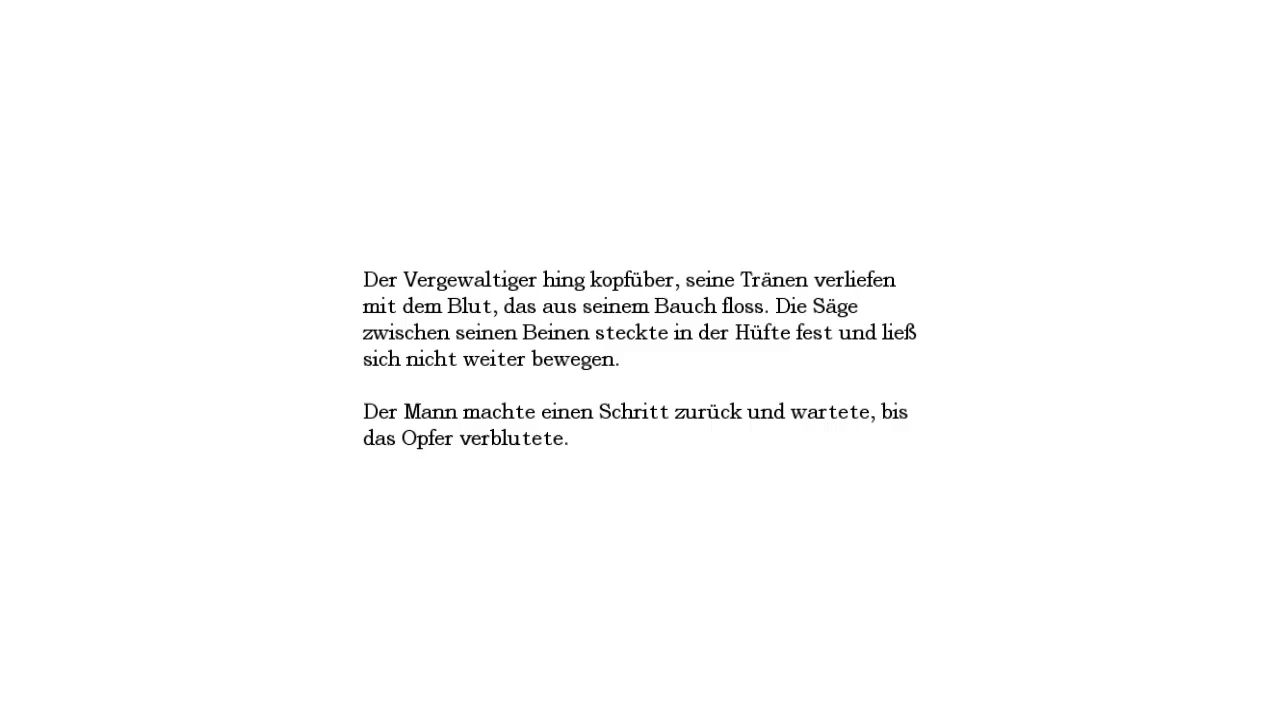 Der Vergewaltiger hing kopfüber, seine Tränen verliefen
mit dem Blut, das aus seinem Bauch floss. Die Säge
zwischen seinen Beinen steckte in der Hüfte fest und ließ
sich nicht weiter bewegen.
Der Mann machte einen Schritt zurück und wartete, bis
das Opfer verblutete.